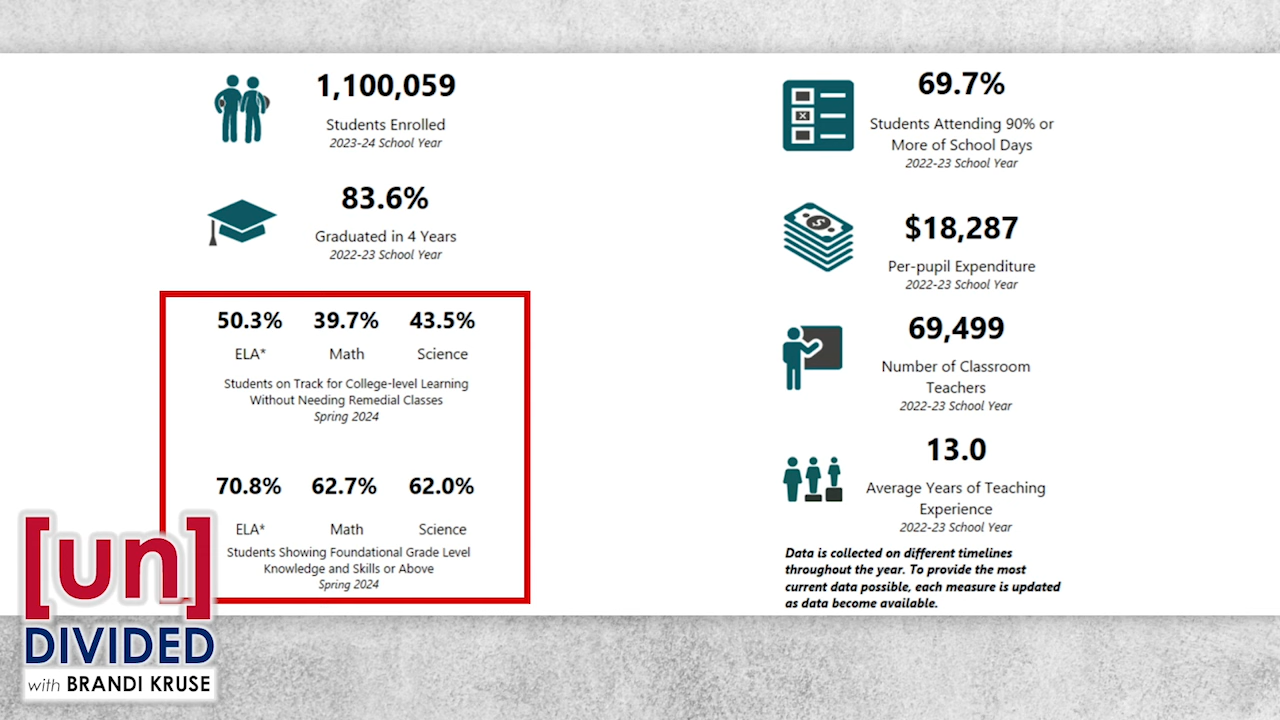 1,100,059
Students Enrolled
2023-24 School Year
83.6%
Graduated in 4 Years
2022-23 School Year
50.3% 39.7% 43.5%
ELA* Math Science
Students on Track for College-level Learning
Without Needing Remedial Classes
Spring 2024
70.8% 62.7% 62.0%
ELA* Math Science
Students Showing Foundational Grade Level
Knowledge and Skills or Above
Spring 2024
69.7%
Students Attending 90% or
More of School Days
2022-23 School Year
$18,287
Per-pupil Expenditure
2022-23 School Year
69,499
Number of Classroom
Teachers
2022-23 School Year
13.0
Average Years of Teaching
Experience
2022-23 School Year
Data is collected on different timelines
throughout the year. To provide the most
current data possible, each measure is updated
as data become available.
[un]
DIVIDED
with BRANDI KRUSE